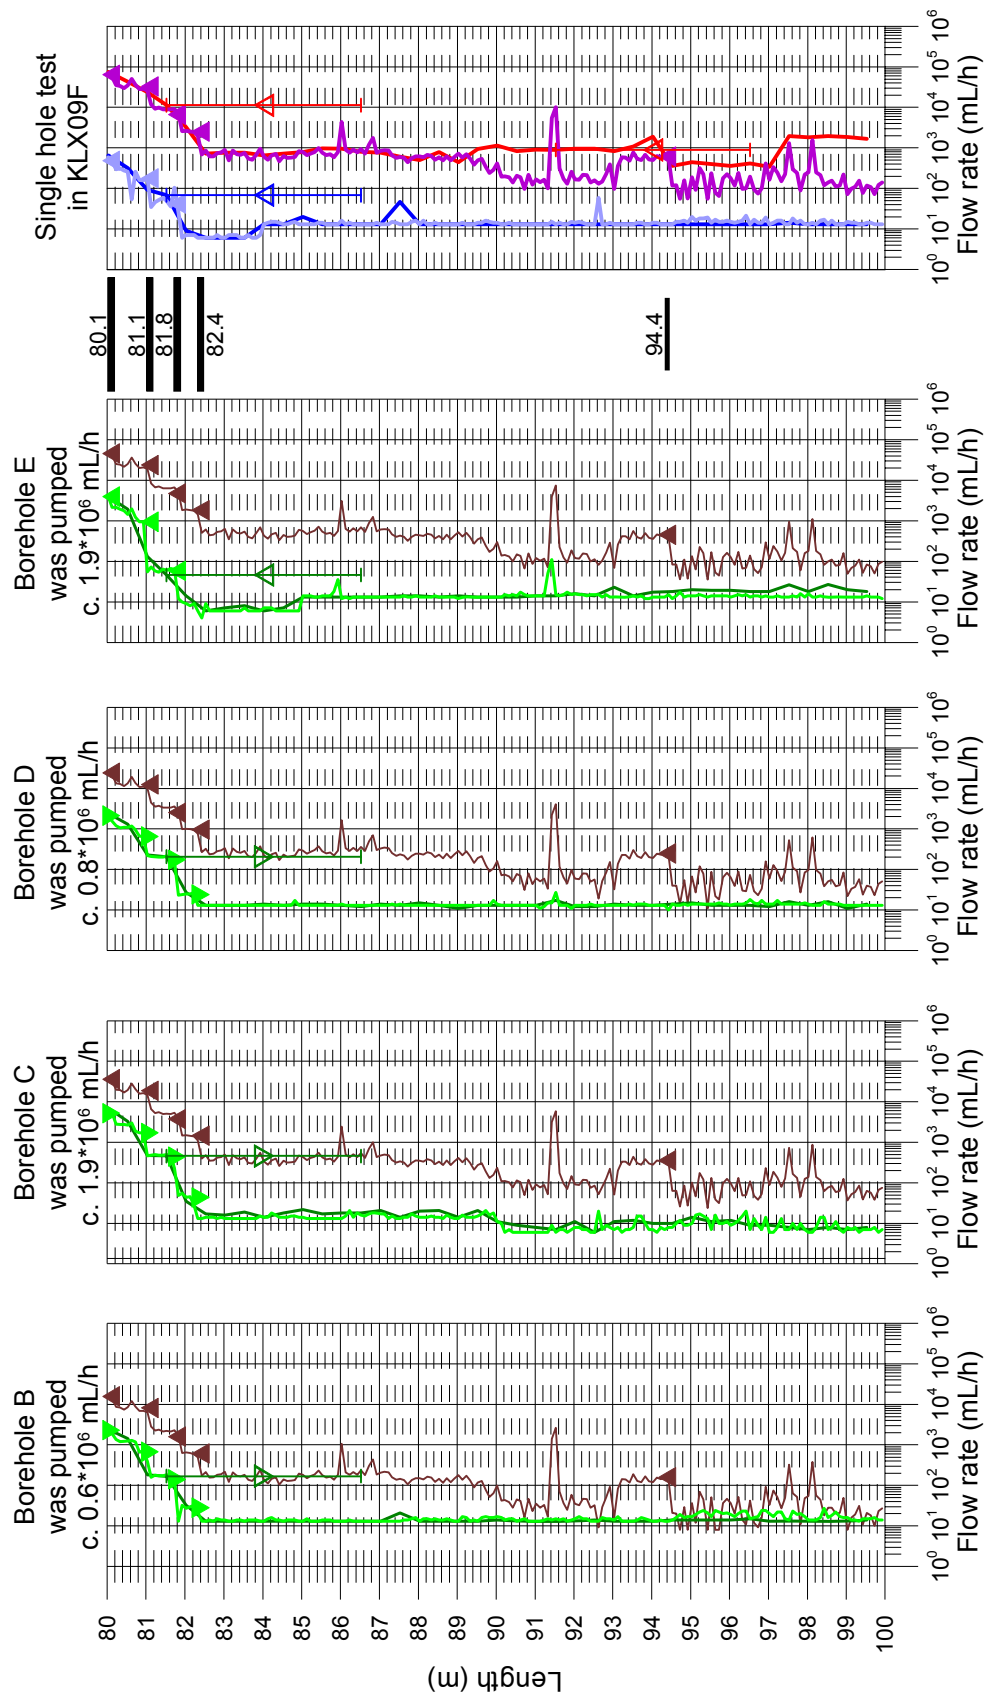 Single hole test
in KLX09F
10⁰ 10¹ 10² 10³ 10⁴ 10⁵ 10⁶
Flow rate (mL/h)
80.1
81.1
81.8
82.4
94.4
Borehole E
was pumped
c. 1.9*10⁶ mL/h
10⁰ 10¹ 10² 10³ 10⁴ 10⁵ 10⁶
Flow rate (mL/h)
Borehole D
was pumped
c. 0.8*10⁶ mL/h
10⁰ 10¹ 10² 10³ 10⁴ 10⁵ 10⁶
Flow rate (mL/h)
Borehole C
was pumped
c. 1.9*10⁶ mL/h
10⁰ 10¹ 10² 10³ 10⁴ 10⁵ 10⁶
Flow rate (mL/h)
Borehole B
was pumped
c. 0.6*10⁶ mL/h
10⁰ 10¹ 10² 10³ 10⁴ 10⁵ 10⁶
Flow rate (mL/h)
80
81
82
83
84
85
86
87
88
89
90
91
92
93
94
95
96
97
98
99
100
Length (m)